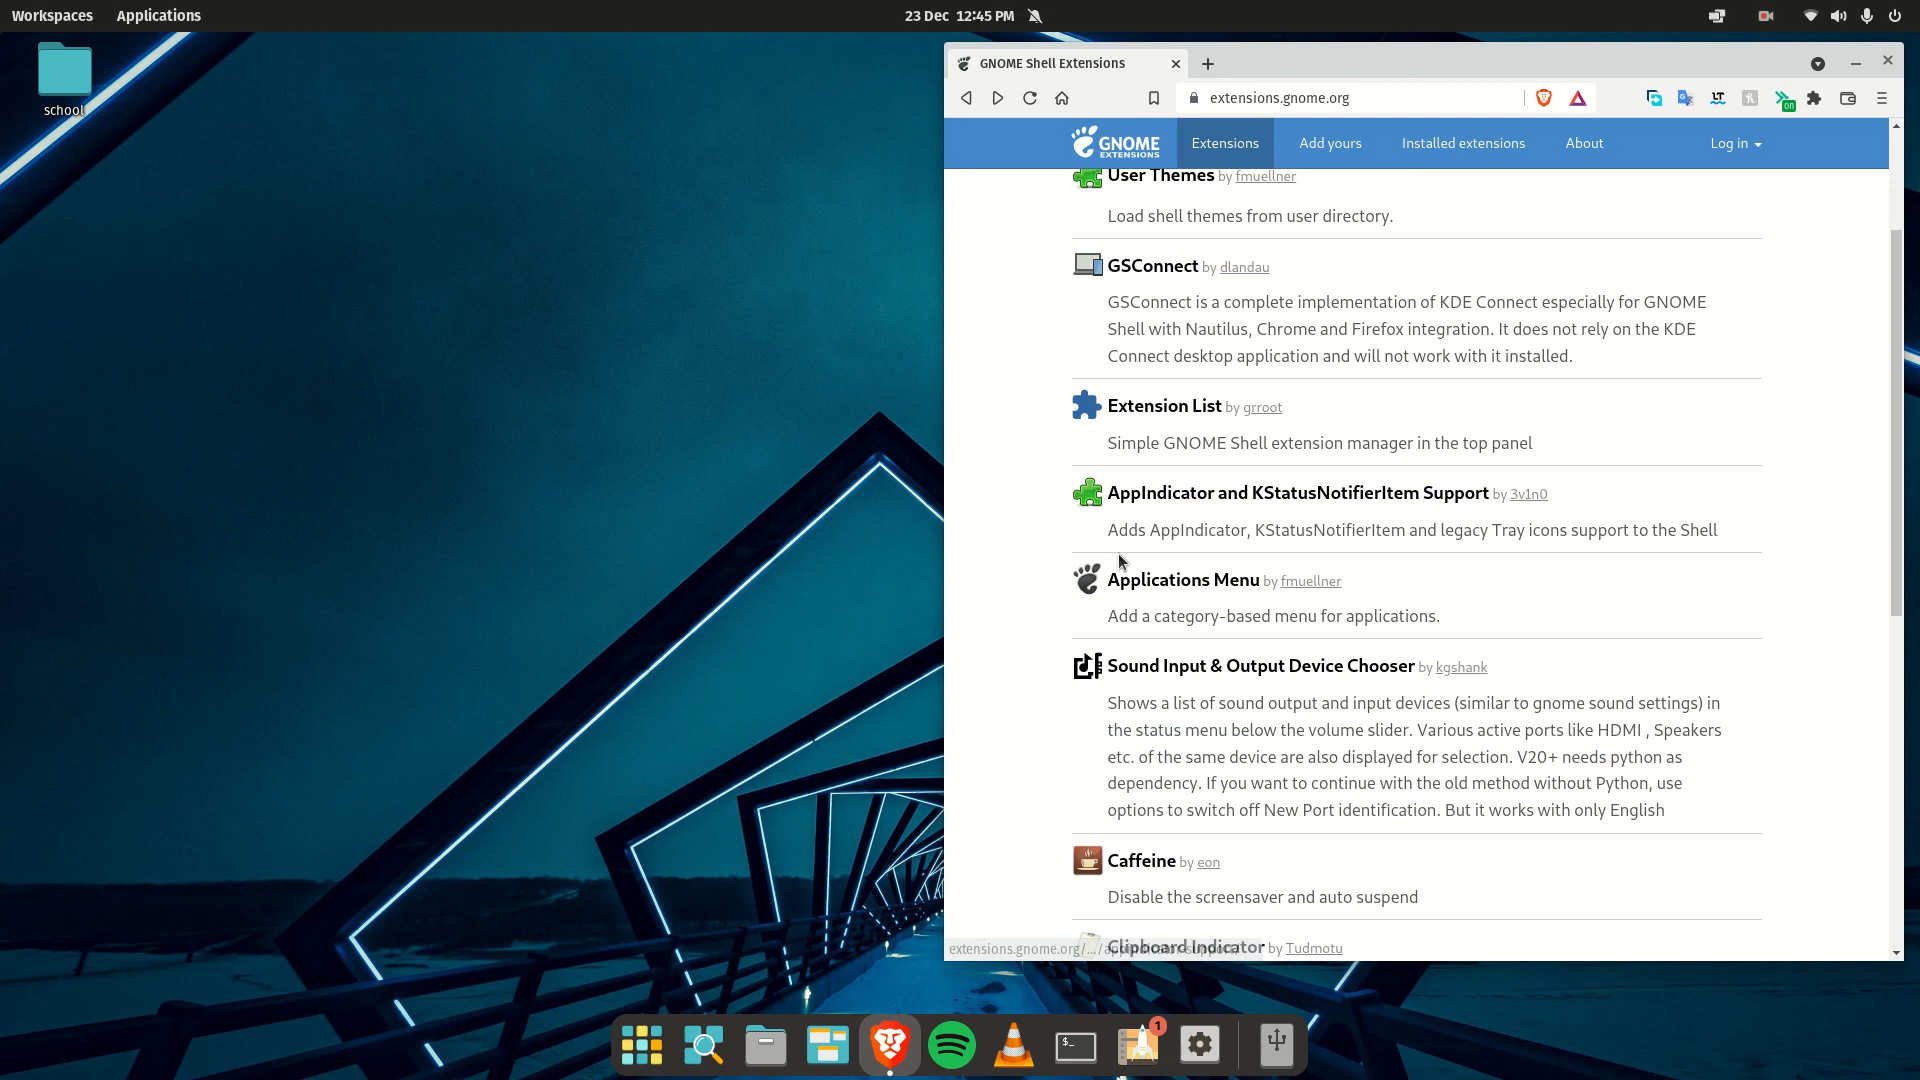 Workspaces Applications 23 Dec 12:45 PM
school
GNOME Shell Extensions
extensions.gnome.org
LT
on
GNOME EXTENSIONS Extensions Add yours Installed extensions About Log in
User Themes by fmuellner
Load shell themes from user directory.
GSConnect by dlandau
GSConnect is a complete implementation of KDE Connect especially for GNOME
Shell with Nautilus, Chrome and Firefox integration. It does not rely on the KDE
Connect desktop application and will not work with it installed.
Extension List by grroot
Simple GNOME Shell extension manager in the top panel
AppIndicator and KStatusNotifierItem Support by 3v1n0
Adds AppIndicator, KStatusNotifierItem and legacy Tray icons support to the Shell
Applications Menu by fmuellner
Add a category-based menu for applications.
Sound Input & Output Device Chooser by kgshank
Shows a list of sound output and input devices (similar to gnome sound settings) in
the status menu below the volume slider. Various active ports like HDMI , Speakers
etc. of the same device are also displayed for selection. V20+ needs python as
dependency. If you want to continue with the old method without Python, use
options to switch off New Port identification. But it works with only English
Caffeine by eon
Disable the screensaver and auto suspend
Clipboard Indicator by Tudmotu
extensions.gnome.org/
$_
1